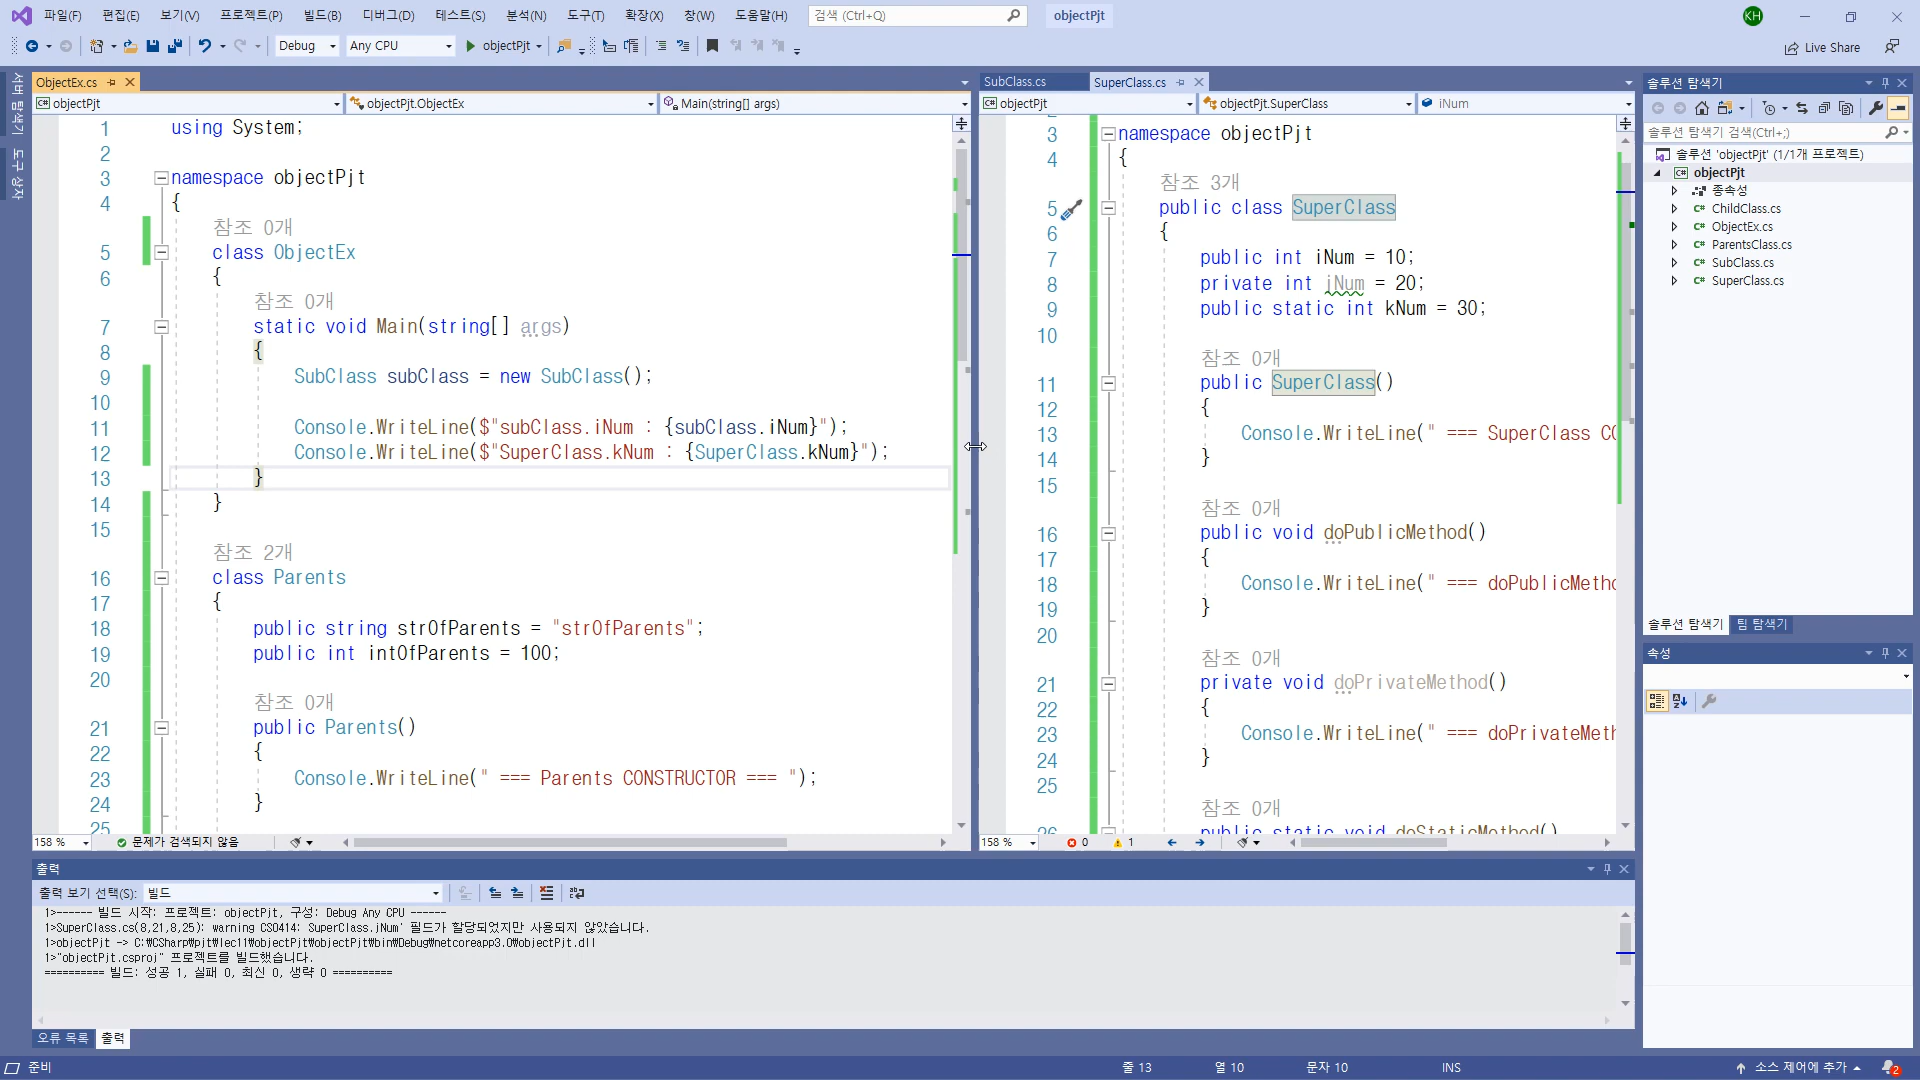 파일(F) 편집(E) 보기(V) 프로젝트(P) 빌드(B) 디버그(D) 테스트(S) 분석(N) 도구(T) 확장(X) 창(W) 도움말(H) 검색 (Ctrl+Q) objectPjt KH
Debug Any CPU objectPjt Live Share
서버 탐색기
도구 상자
ObjectEx.cs
objectPjt objectPjt.ObjectEx Main(string[] args)
1 using System;
2
3 namespace objectPjt
4 {
참조 0개
5 class ObjectEx
6 {
참조 0개
7 static void Main(string[] args)
8 {
9 SubClass subClass = new SubClass();
10
11 Console.WriteLine($"subClass.iNum : {subClass.iNum}");
12 Console.WriteLine($"SuperClass.kNum : {SuperClass.kNum}");
13 }
14 }
15
참조 2개
16 class Parents
17 {
18 public string strOfParents = "strOfParents";
19 public int intOfParents = 100;
20
참조 0개
21 public Parents()
22 {
23 Console.WriteLine(" === Parents CONSTRUCTOR === ");
24 }
25
158 % 문제가 검색되지 않음
SubClass.cs SuperClass.cs
objectPjt objectPjt.SuperClass iNum
3 namespace objectPjt
4 {
참조 3개
5 public class SuperClass
6 {
7 public int iNum = 10;
8 private int jNum = 20;
9 public static int kNum = 30;
10
참조 0개
11 public SuperClass()
12 {
13 Console.WriteLine(" === SuperClass CO
14 }
15
참조 0개
16 public void doPublicMethod()
17 {
18 Console.WriteLine(" === doPublicMetho
19 }
20
참조 0개
21 private void doPrivateMethod()
22 {
23 Console.WriteLine(" === doPrivateMeth
24 }
25
참조 0개
26 public static void doStaticMethod()
158 % 0 1
솔루션 탐색기
솔루션 탐색기 검색(Ctrl+;)
솔루션 'objectPjt' (1/1개 프로젝트)
objectPjt
종속성
C# ChildClass.cs
C# ObjectEx.cs
C# ParentsClass.cs
C# SubClass.cs
C# SuperClass.cs
솔루션 탐색기 팀 탐색기
속성
출력
출력 보기 선택(S): 빌드
1>------ 빌드 시작: 프로젝트: objectPjt, 구성: Debug Any CPU ------
1>SuperClass.cs(8,21,8,25): warning CS0414: 'SuperClass.jNum' 필드가 할당되었지만 사용되지 않았습니다.
1>objectPjt -> C:₩CSharp₩pjt₩lec11₩objectPjt₩objectPjt₩bin₩Debug₩netcoreapp3.0₩objectPjt.dll
1>"objectPjt.csproj" 프로젝트를 빌드했습니다.
========== 빌드: 성공 1, 실패 0, 최신 0, 생략 0 ==========
오류 목록 출력
준비 줄 13 열 10 문자 10 INS 소스 제어에 추가 2